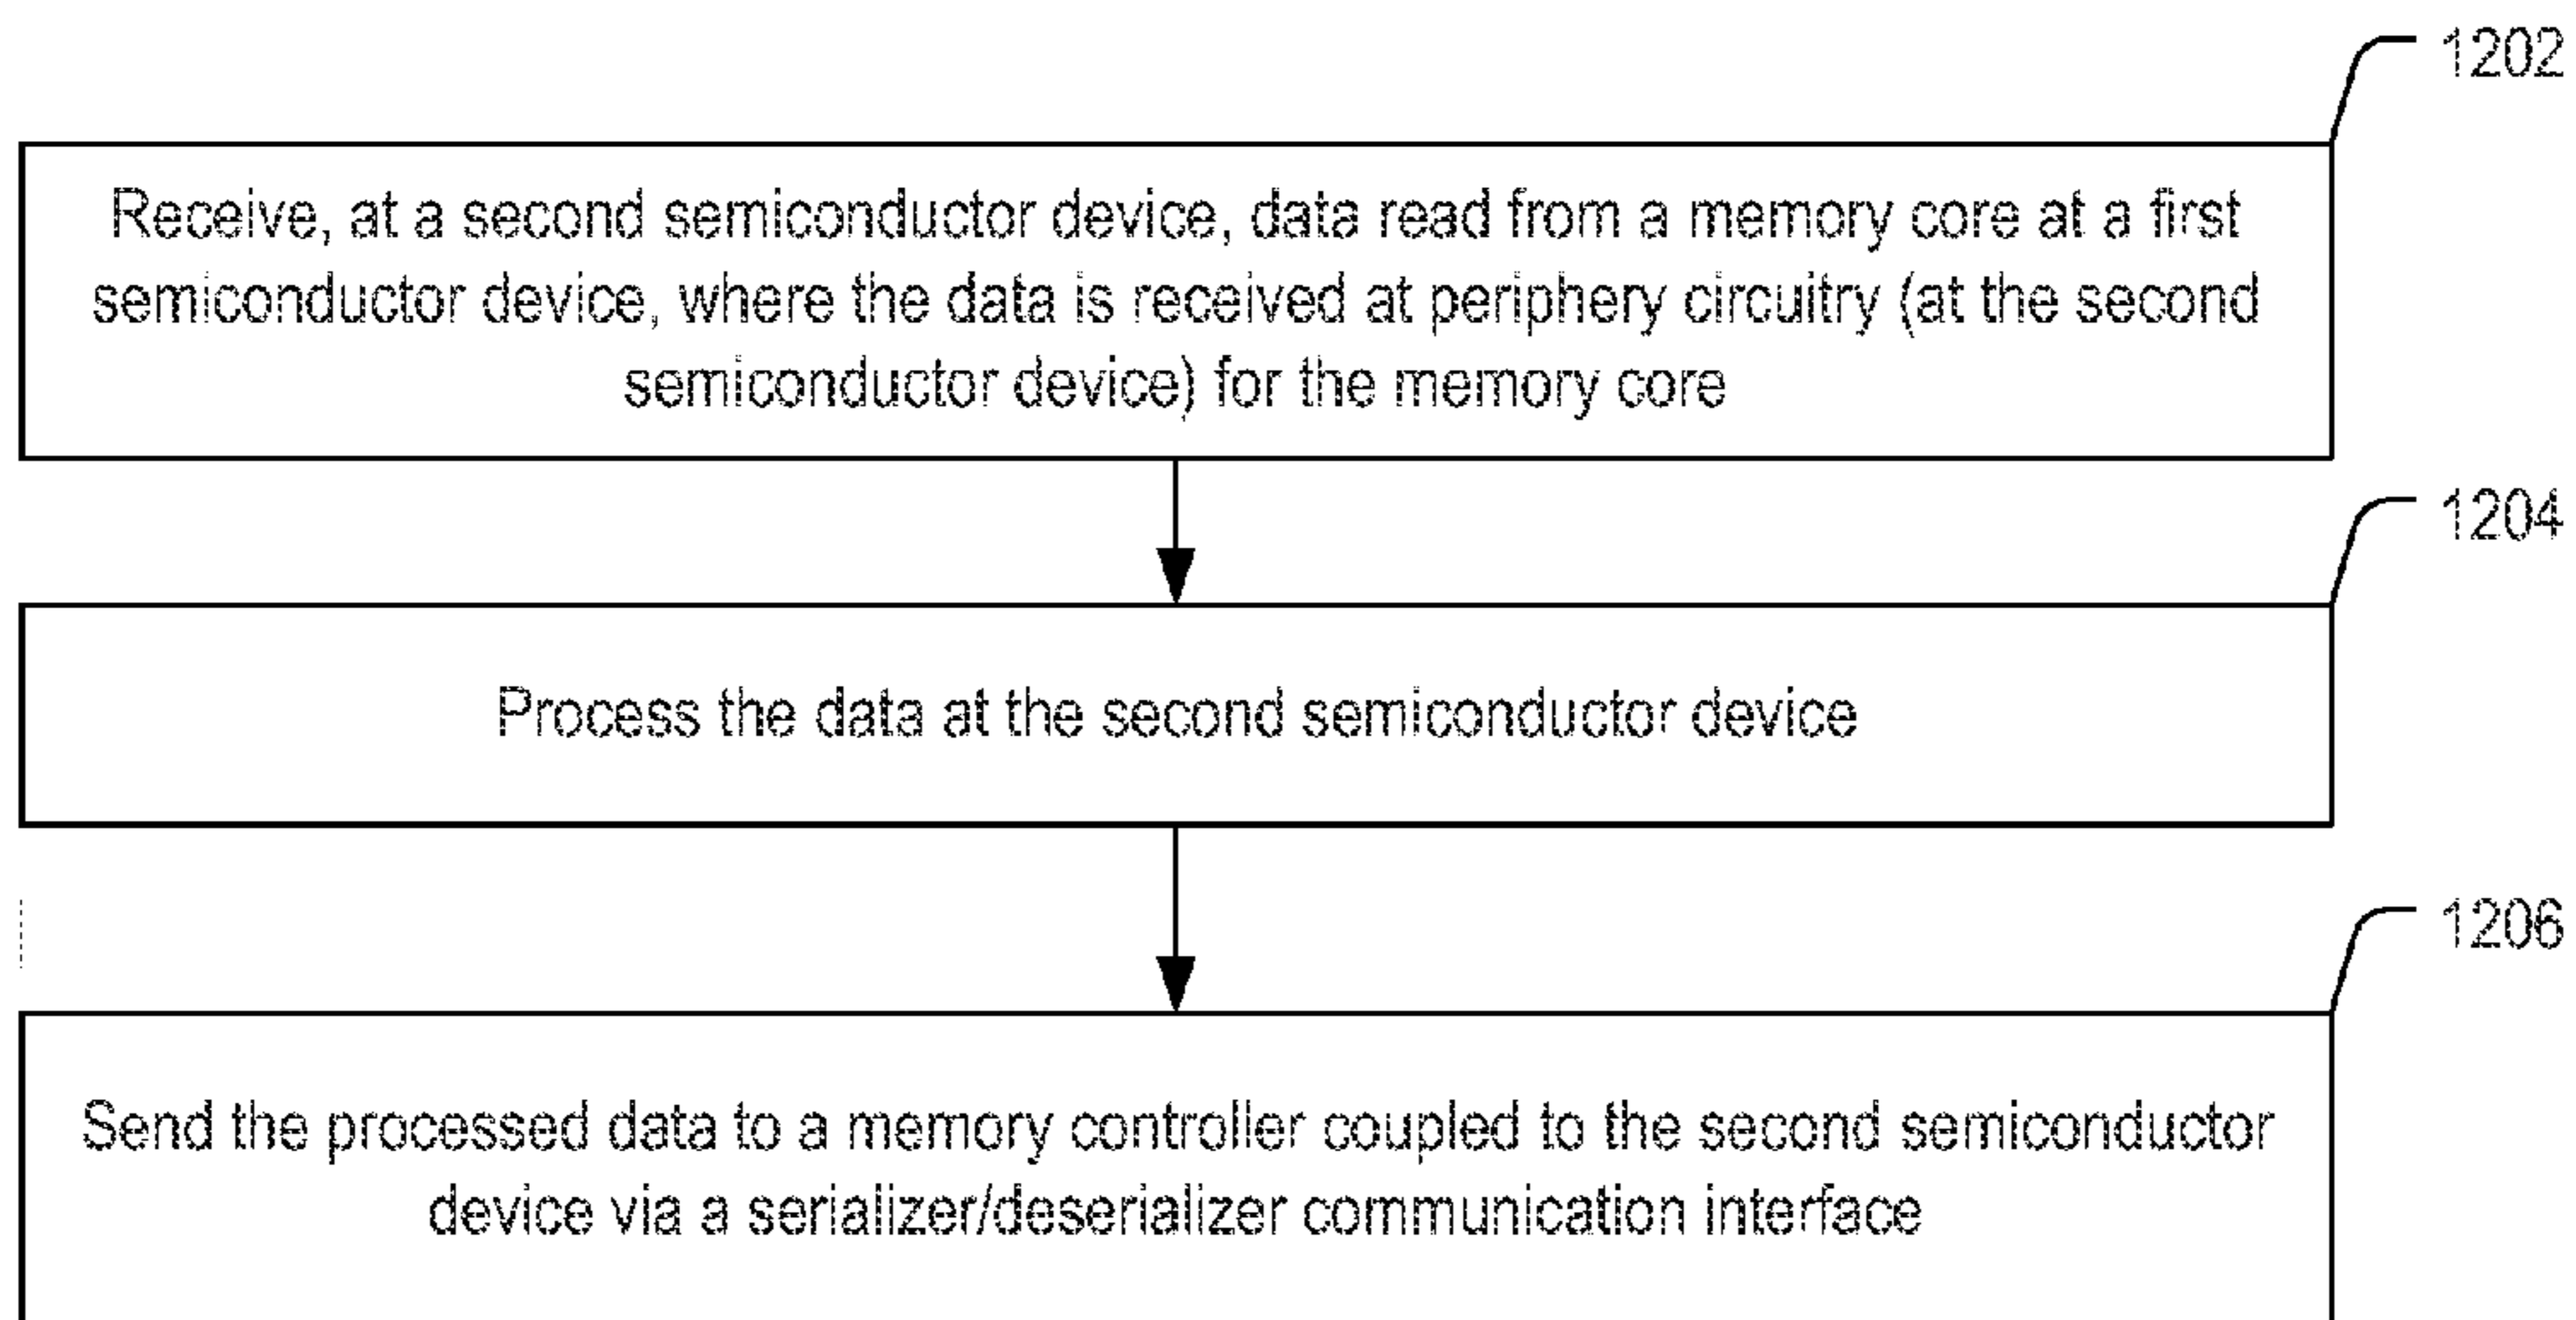 1202
Receive, at a second semiconductor device, data read from a memory core at a first
semiconductor device, where the data is received at periphery circuitry (at the second
semiconductor device) for the memory core
1204
Process the data at the second semiconductor device
1206
Send the processed data to a memory controller coupled to the second semiconductor
device via a serializer/deserializer communication interface